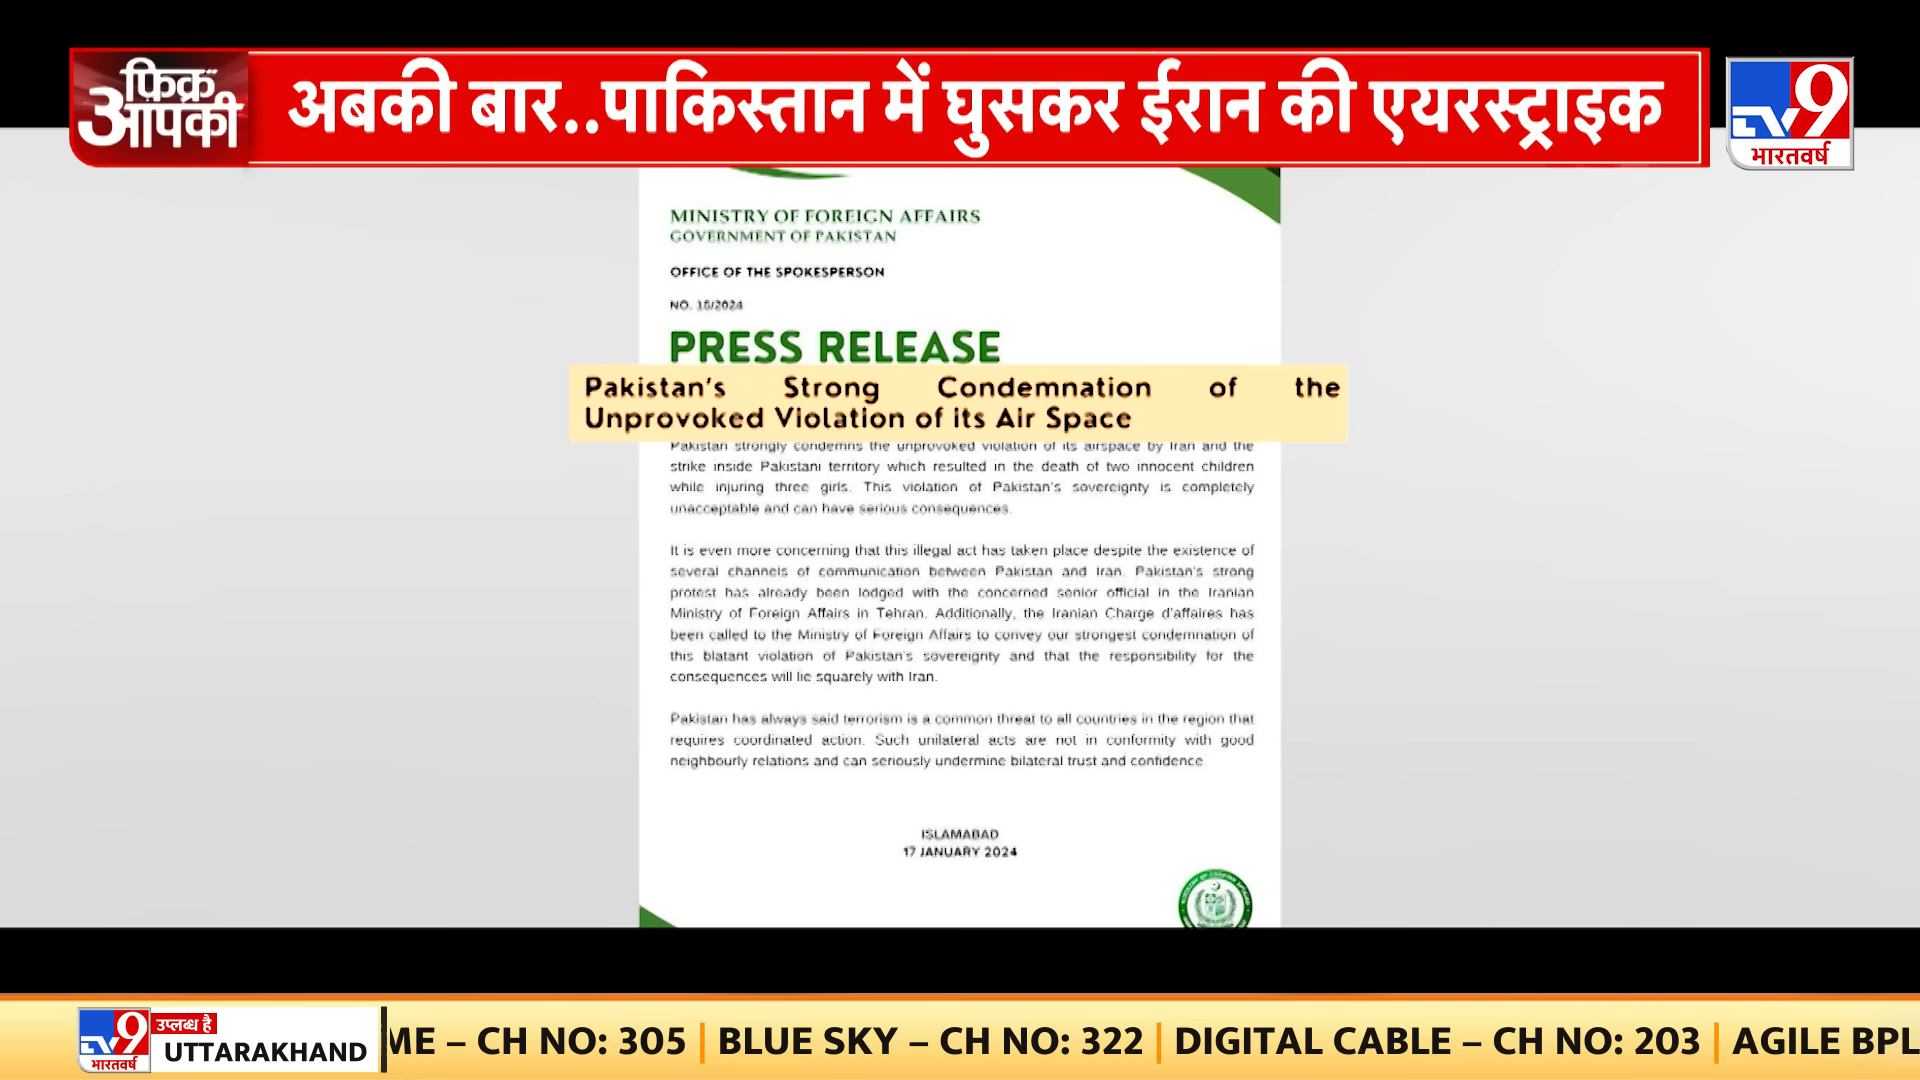 फिक्र आपकी
अबकी बार..पाकिस्तान में घुसकर ईरान की एयरस्ट्राइक
TV9
भारतवर्ष
MINISTRY OF FOREIGN AFFAIRS
GOVERNMENT OF PAKISTAN
OFFICE OF THE SPOKESPERSON
NO. 16/2024
PRESS RELEASE
Pakistan's Strong Condemnation of the
Unprovoked Violation of its Air Space
Pakistan strongly condemns the unprovoked violation of its airspace by Iran and the
strike inside Pakistani territory which resulted in the death of two innocent children
while injuring three girls. This violation of Pakistan's sovereignty is completely
unacceptable and can have serious consequences.
It is even more concerning that this illegal act has taken place despite the existence of
several channels of communication between Pakistan and Iran. Pakistan's strong
protest has already been lodged with the concerned senior official in the Iranian
Ministry of Foreign Affairs in Tehran. Additionally, the Iranian Charge d'affaires has
been called to the Ministry of Foreign Affairs to convey our strongest condemnation of
this blatant violation of Pakistan's sovereignty and that the responsibility for the
consequences will lie squarely with Iran.
Pakistan has always said terrorism is a common threat to all countries in the region that
requires coordinated action. Such unilateral acts are not in conformity with good
neighbourly relations and can seriously undermine bilateral trust and confidence
ISLAMABAD
17 JANUARY 2024
TV9
भारतवर्ष
उप्लब्ध है
UTTARAKHAND
ME – CH NO: 305 | BLUE SKY – CH NO: 322 | DIGITAL CABLE – CH NO: 203 | AGILE BPL